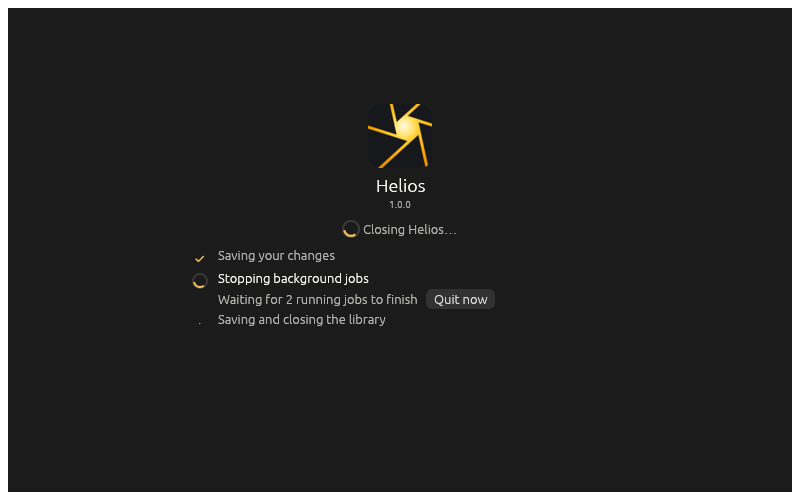 Helios
1.0.0
Closing Helios…
Saving your changes
Stopping background jobs
Waiting for 2 running jobs to finish Quit now
Saving and closing the library